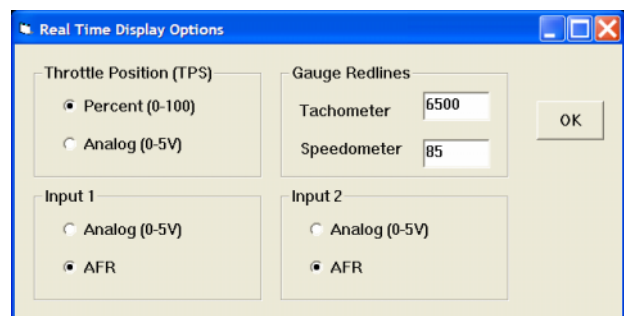 Real Time Display Options
Throttle Position (TPS)
Percent (0-100)
Analog (0-5V)
Gauge Redlines
Tachometer 6500
Speedometer 85
OK
Input 1
Analog (0-5V)
AFR
Input 2
Analog (0-5V)
AFR